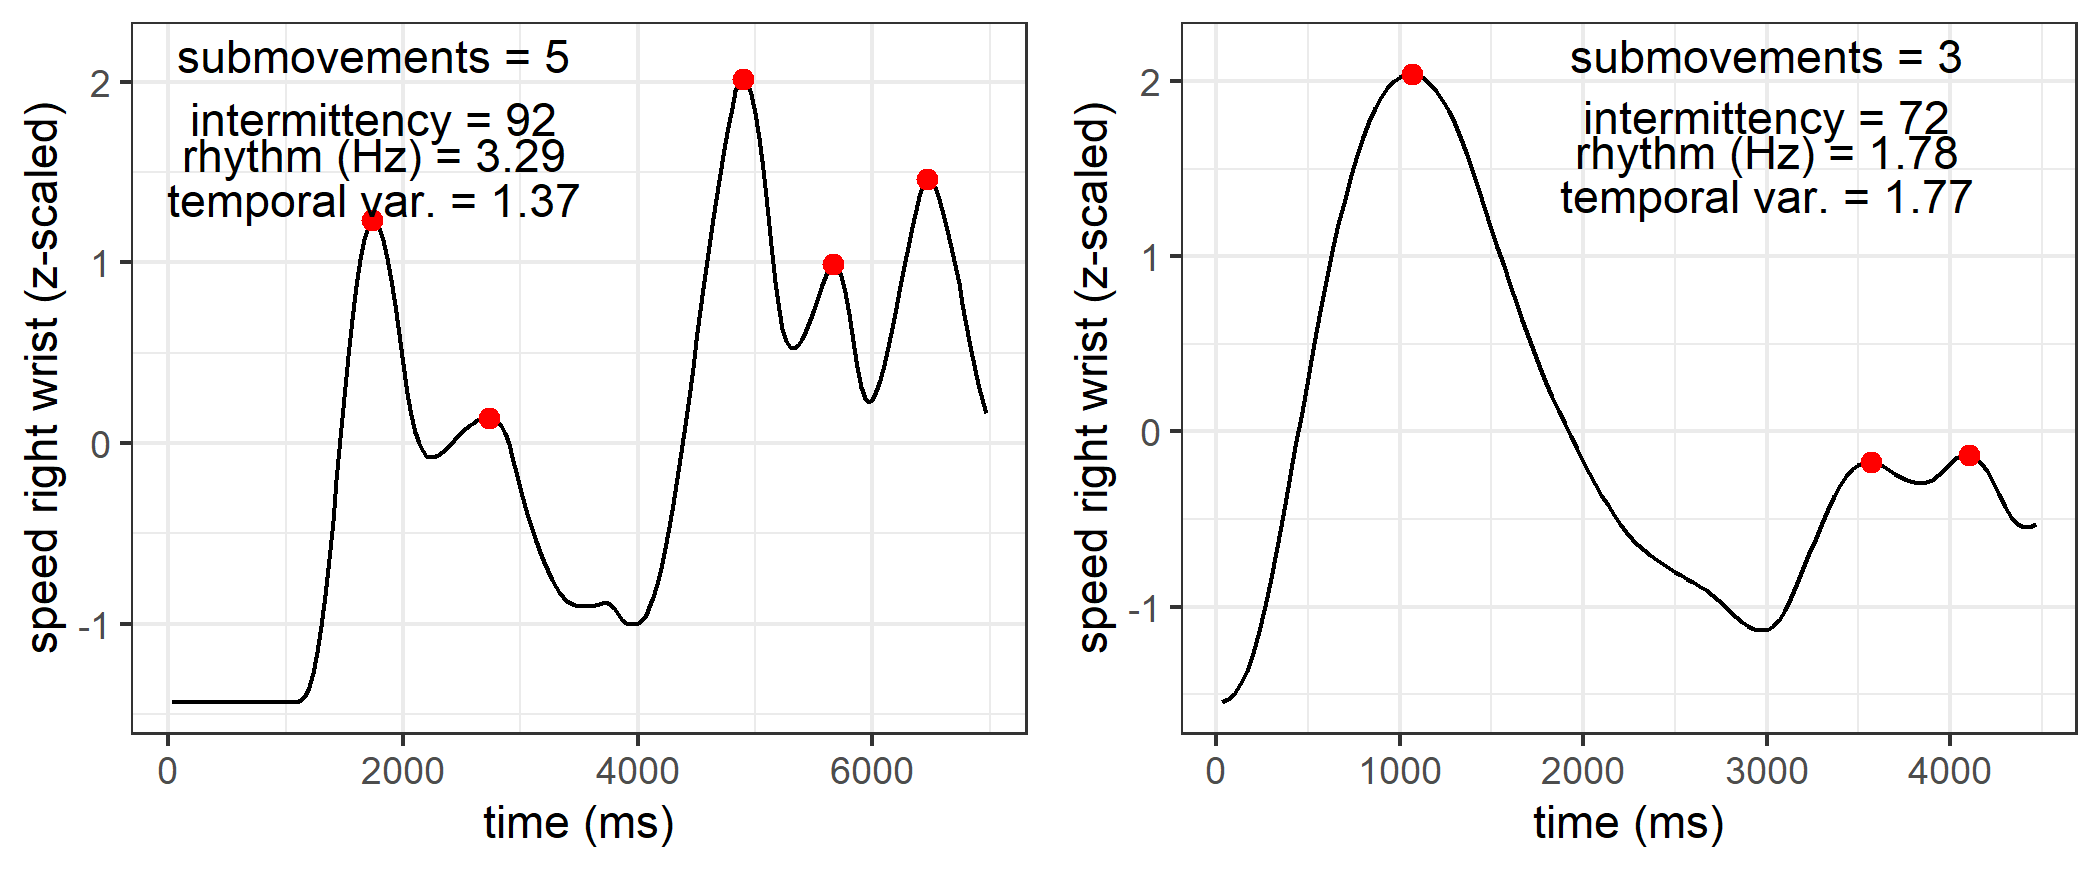 submovements = 5
intermittency = 92
rhythm (Hz) = 3.29
temporal var. = 1.37
speed right wrist (z-scaled)
2
1
0
-1
0
2000
4000
6000
time (ms)
submovements = 3
intermittency = 72
rhythm (Hz) = 1.78
temporal var. = 1.77
speed right wrist (z-scaled)
2
1
0
-1
0
1000
2000
3000
4000
time (ms)